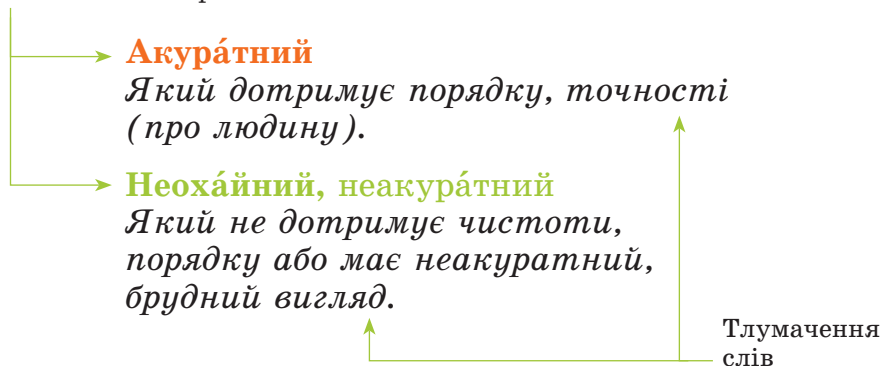 Акура́тний
Який дотримує порядку, точності
(про людину).
Неоха́йний, неакура́тний
Який не дотримує чистоти,
порядку або має неакуратний,
брудний вигляд.
Тлумачення
слів